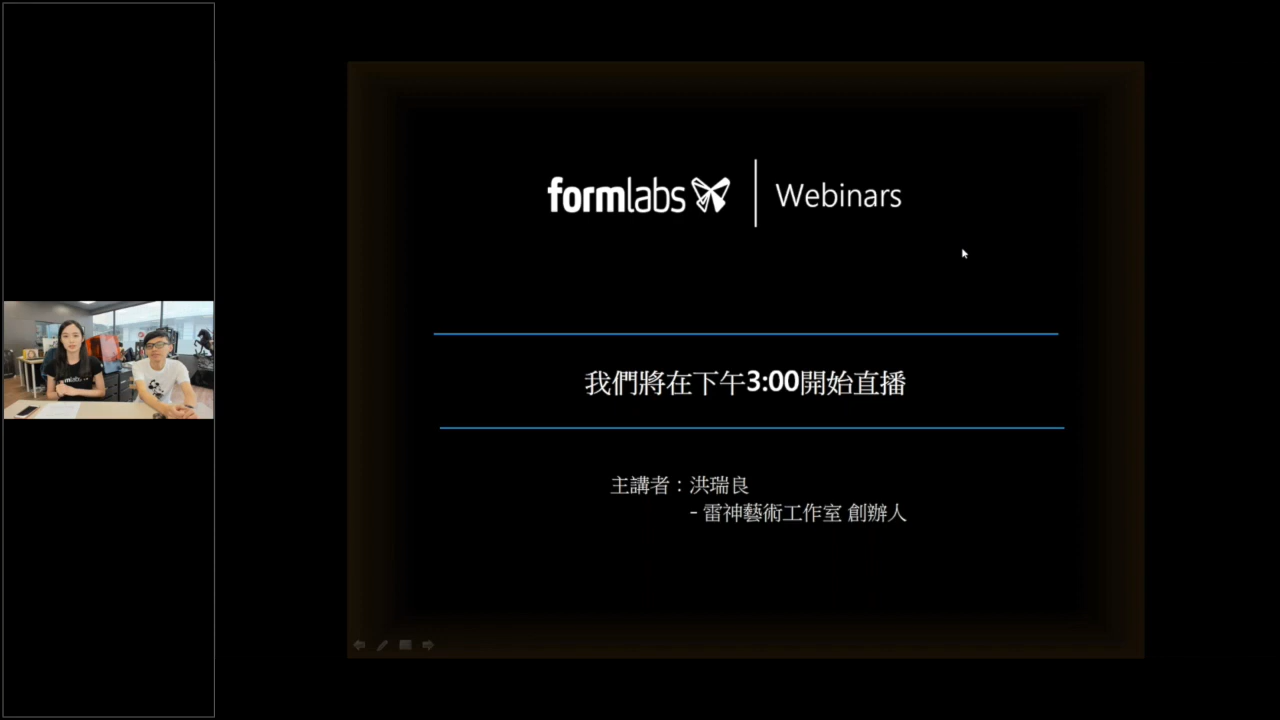 formlabs | Webinars
我們將在下午3:00開始直播
主講者：洪瑞良
- 雷神藝術工作室 創辦人